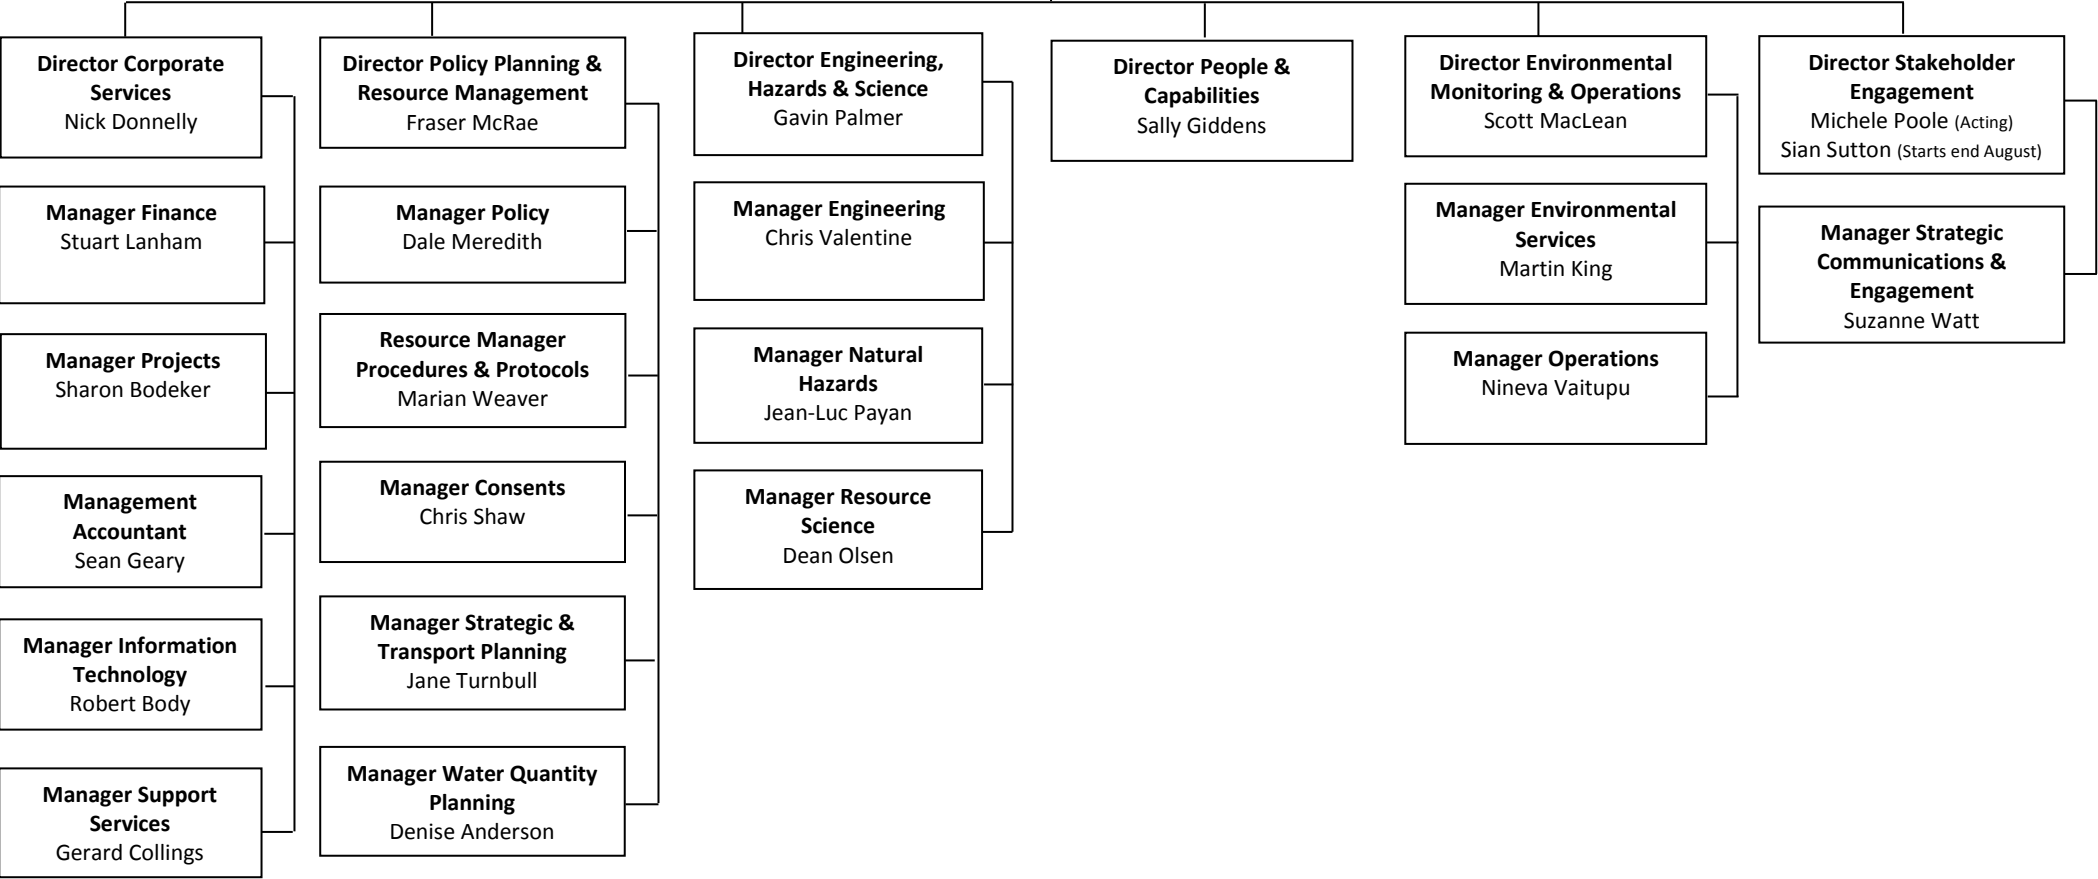 Director Corporate
Services
Nick Donnelly
Manager Finance
Stuart Lanham
Manager Projects
Sharon Bodeker
Management
Accountant
Sean Geary
Manager Information
Technology
Robert Body
Manager Support
Services
Gerard Collings
Director Policy Planning &
Resource Management
Fraser McRae
Manager Policy
Dale Meredith
Resource Manager
Procedures & Protocols
Marian Weaver
Manager Consents
Chris Shaw
Manager Strategic &
Transport Planning
Jane Turnbull
Manager Water Quantity
Planning
Denise Anderson
Director Engineering,
Hazards & Science
Gavin Palmer
Manager Engineering
Chris Valentine
Manager Natural
Hazards
Jean-Luc Payan
Manager Resource
Science
Dean Olsen
Director People &
Capabilities
Sally Giddens
Director Environmental
Monitoring & Operations
Scott MacLean
Manager Environmental
Services
Martin King
Manager Operations
Nineva Vaitupu
Director Stakeholder
Engagement
Michele Poole (Acting)
Sian Sutton (Starts end August)
Manager Strategic
Communications &
Engagement
Suzanne Watt